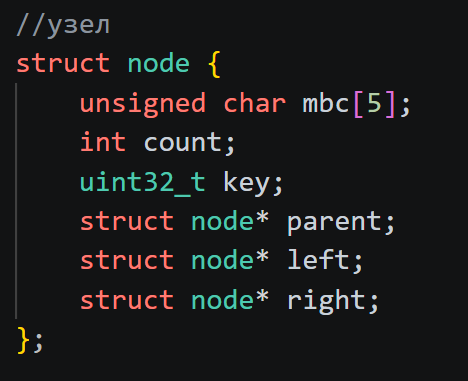 //узел
struct node {
    unsigned char mbc[5];
    int count;
    uint32_t key;
    struct node* parent;
    struct node* left;
    struct node* right;
};